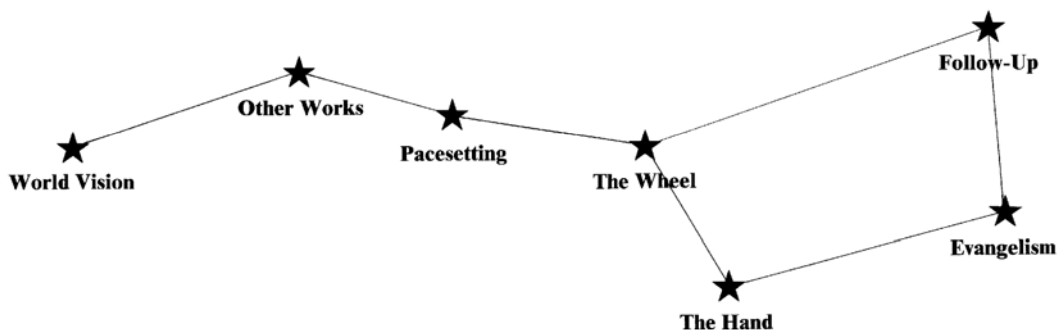 Follow-Up
Other Works
Pacesetting
World Vision
The Wheel
Evangelism
The Hand